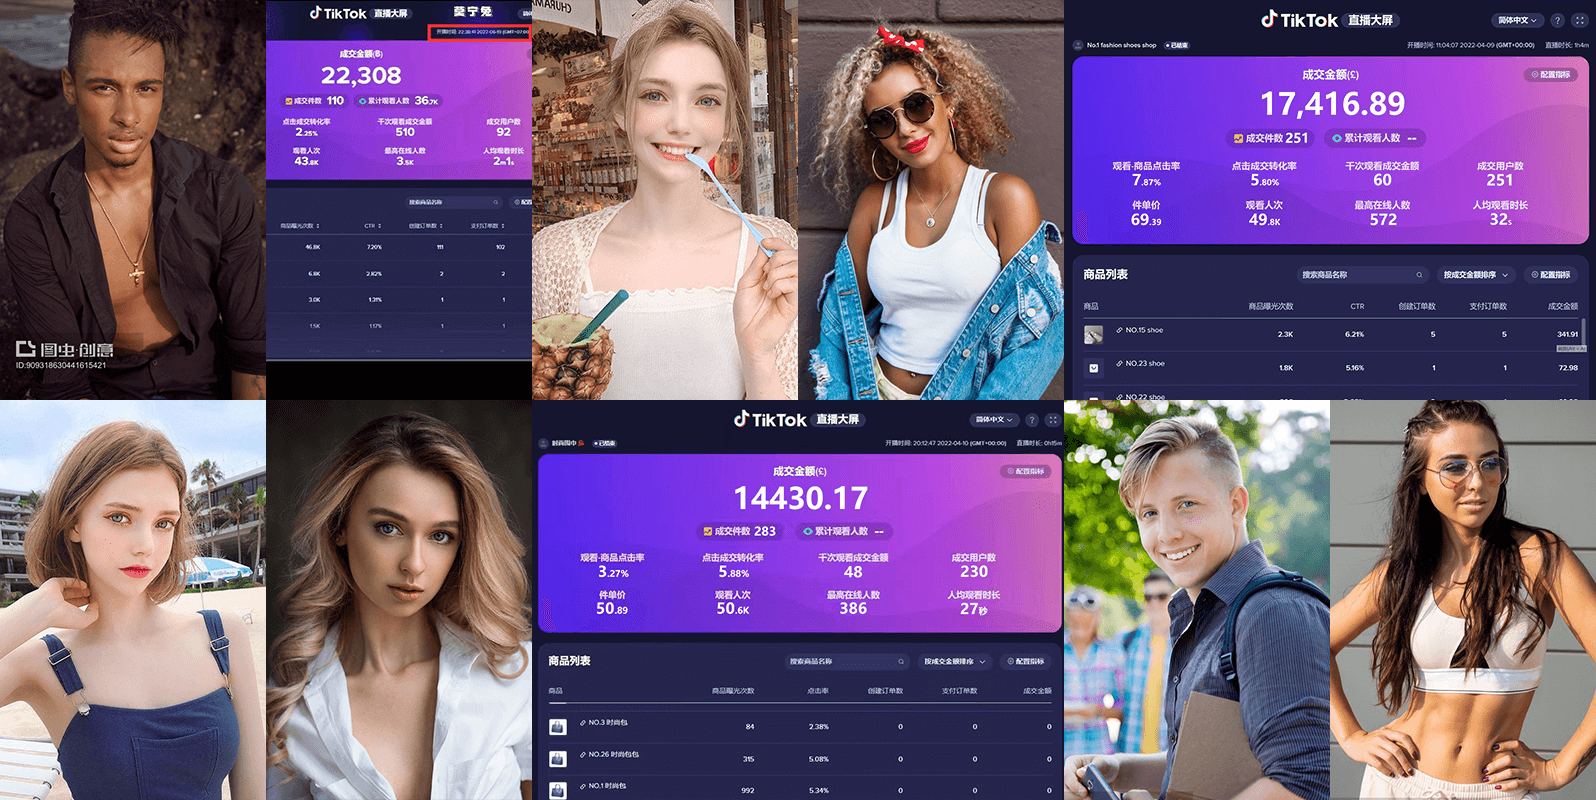 CHURMA
图虫·创意
ID:909318630441615421
TikTok 直播大屏
葵宁兔
开播时间: 22:38:41 2022-06-19 (GMT+07:00)
成交金额(฿)
22,308
成交件数 110 累计观看人数 36.7K
点击成交转化率 千次观看成交金额 成交用户数
2.25% 510 92
观看人次 最高在线人数 人均观看时长
43.8K 3.5K 2m1s
搜索商品名称 配置
商品曝光次数 CTR 创建订单数 支付订单数
46.8K 7.20% 111 102
6.8K 2.82% 2 2
3.0K 1.31% 1 1
1.5K 1.17% 1 1
TikTok 直播大屏
简体中文 ?
No.1 fashion shoes shop 已结束
开播时间: 11:04:07 2022-04-09 (GMT+00:00) 直播时长: 1h4m
成交金额(£) 配置指标
17,416.89
成交件数 251 累计观看人数 --
观看-商品点击率 点击成交转化率 千次观看成交金额 成交用户数
7.87% 5.80% 60 251
件单价 观看人次 最高在线人数 人均观看时长
69.39 49.8K 572 32s
商品列表 搜索商品名称 按成交金额排序 配置指标
商品 商品曝光次数 CTR 创建订单数 支付订单数 成交金额
NO.15 shoe 2.3K 6.21% 5 5 341.91
NO.23 shoe 1.8K 5.16% 1 1 72.98
NO.22 shoe
TikTok 直播大屏
简体中文 ?
时尚围巾 已结束
开播时间: 20:12:47 2022-04-10 (GMT+00:00) 直播时长: 0h15m
成交金额(£) 配置指标
14430.17
成交件数 283 累计观看人数 --
观看-商品点击率 点击成交转化率 千次观看成交金额 成交用户数
3.27% 5.88% 48 230
件单价 观看人次 最高在线人数 人均观看时长
50.89 50.6K 386 27秒
商品列表 搜索商品名称 按成交金额排序 配置指标
商品 商品曝光次数 点击率 创建订单数 支付订单数 成交金额
NO.3 时尚包 84 2.38% 0 0 0
NO.26 时尚包包 315 5.08% 0 0 0
NO.1 时尚包 992 5.34% 0 0 0